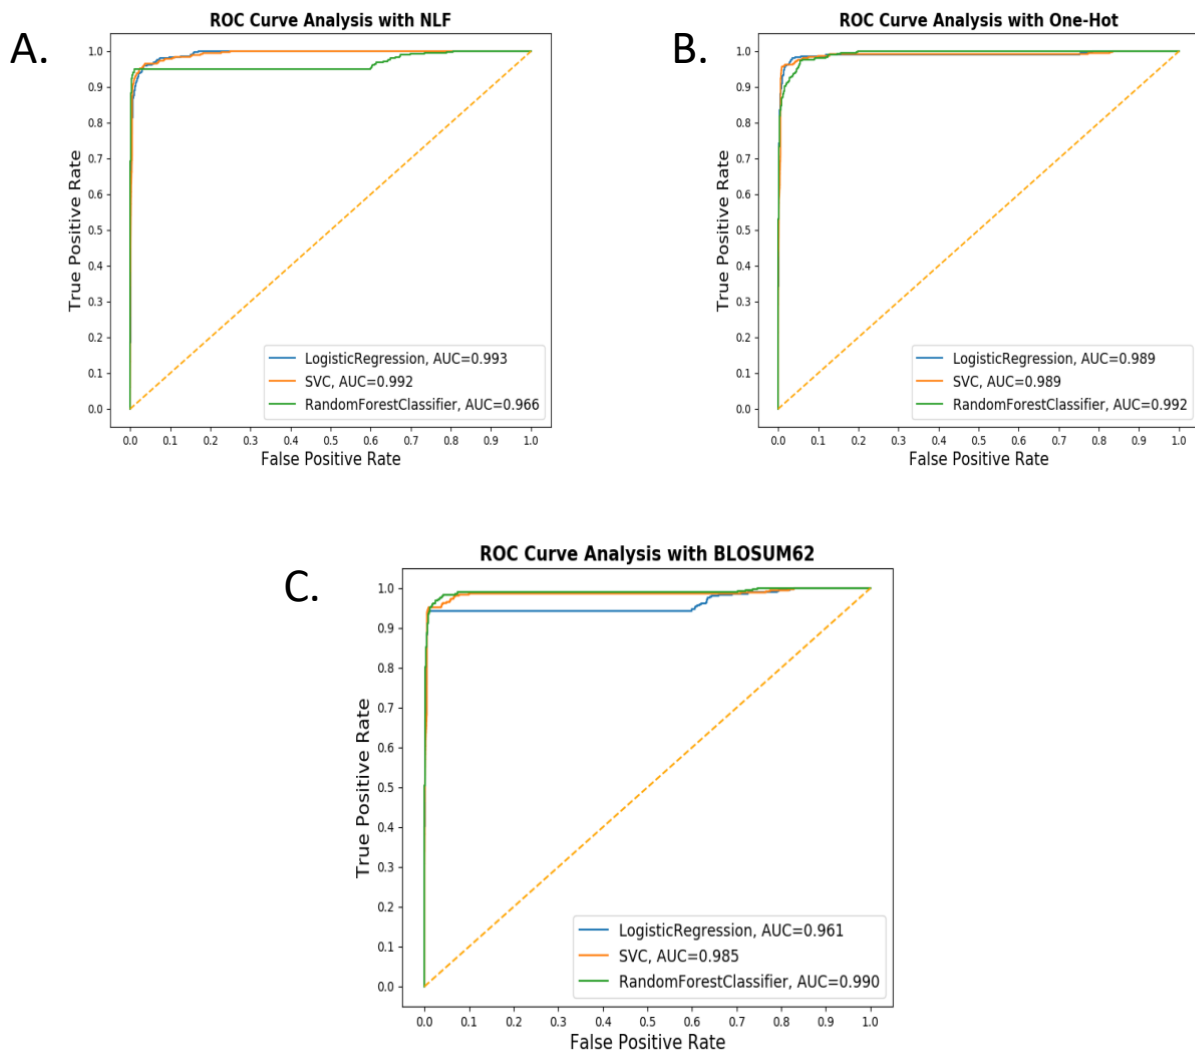 A.
ROC Curve Analysis with NLF
True Positive Rate
1.0
0.9
0.8
0.7
0.6
0.5
0.4
0.3
0.2
0.1
0.0
LogisticRegression, AUC=0.993
SVC, AUC=0.992
RandomForestClassifier, AUC=0.966
0.0 0.1 0.2 0.3 0.4 0.5 0.6 0.7 0.8 0.9 1.0
False Positive Rate
B.
ROC Curve Analysis with One-Hot
True Positive Rate
1.0
0.9
0.8
0.7
0.6
0.5
0.4
0.3
0.2
0.1
0.0
LogisticRegression, AUC=0.989
SVC, AUC=0.989
RandomForestClassifier, AUC=0.992
0.0 0.1 0.2 0.3 0.4 0.5 0.6 0.7 0.8 0.9 1.0
False Positive Rate
C.
ROC Curve Analysis with BLOSUM62
True Positive Rate
1.0
0.9
0.8
0.7
0.6
0.5
0.4
0.3
0.2
0.1
0.0
LogisticRegression, AUC=0.961
SVC, AUC=0.985
RandomForestClassifier, AUC=0.990
0.0 0.1 0.2 0.3 0.4 0.5 0.6 0.7 0.8 0.9 1.0
False Positive Rate